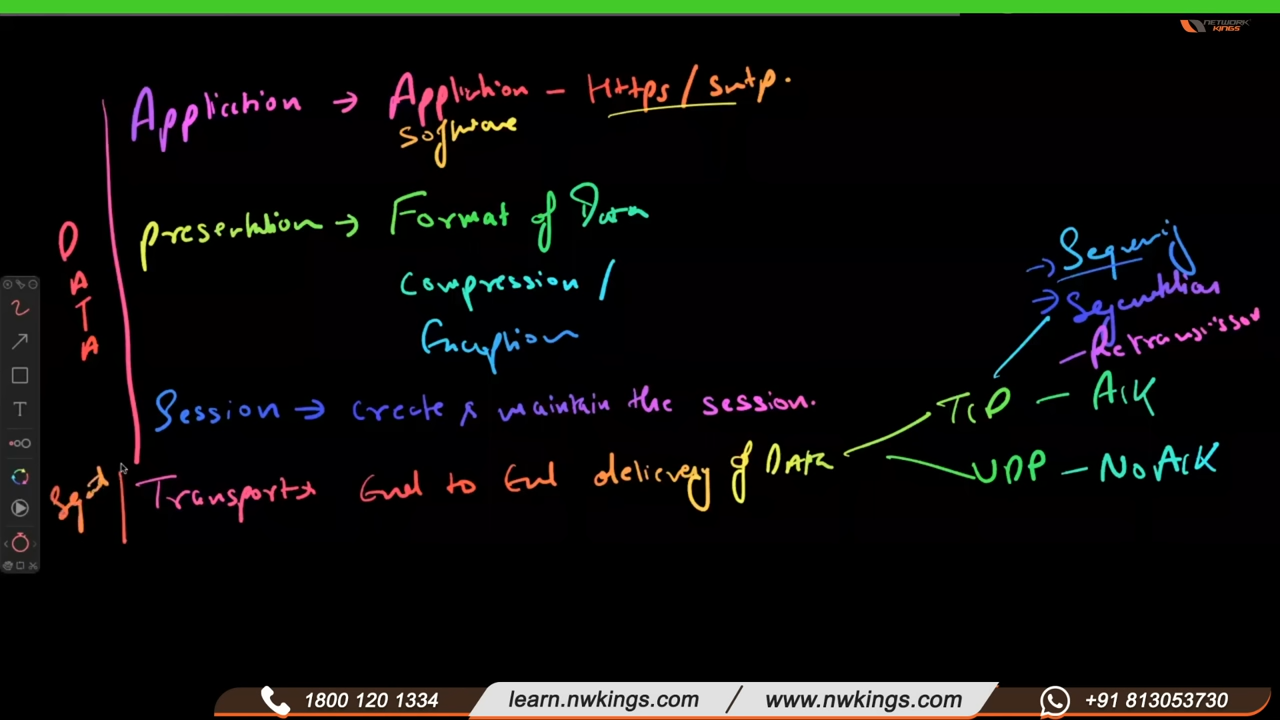 NETWORK
KINGS
Application → Application - Https / Smtp.
Software
presentation → Format of Data
Compression /
Encryption
DATA
Session → create & maintain the session.
Transport → End to End delivery of DATA
→ Sequencing
→ Segmentation
- Retransmission
TCP - Ack
UDP - No Ack
T
1800 120 1334
learn.nwkings.com / www.nwkings.com
+91 813053730